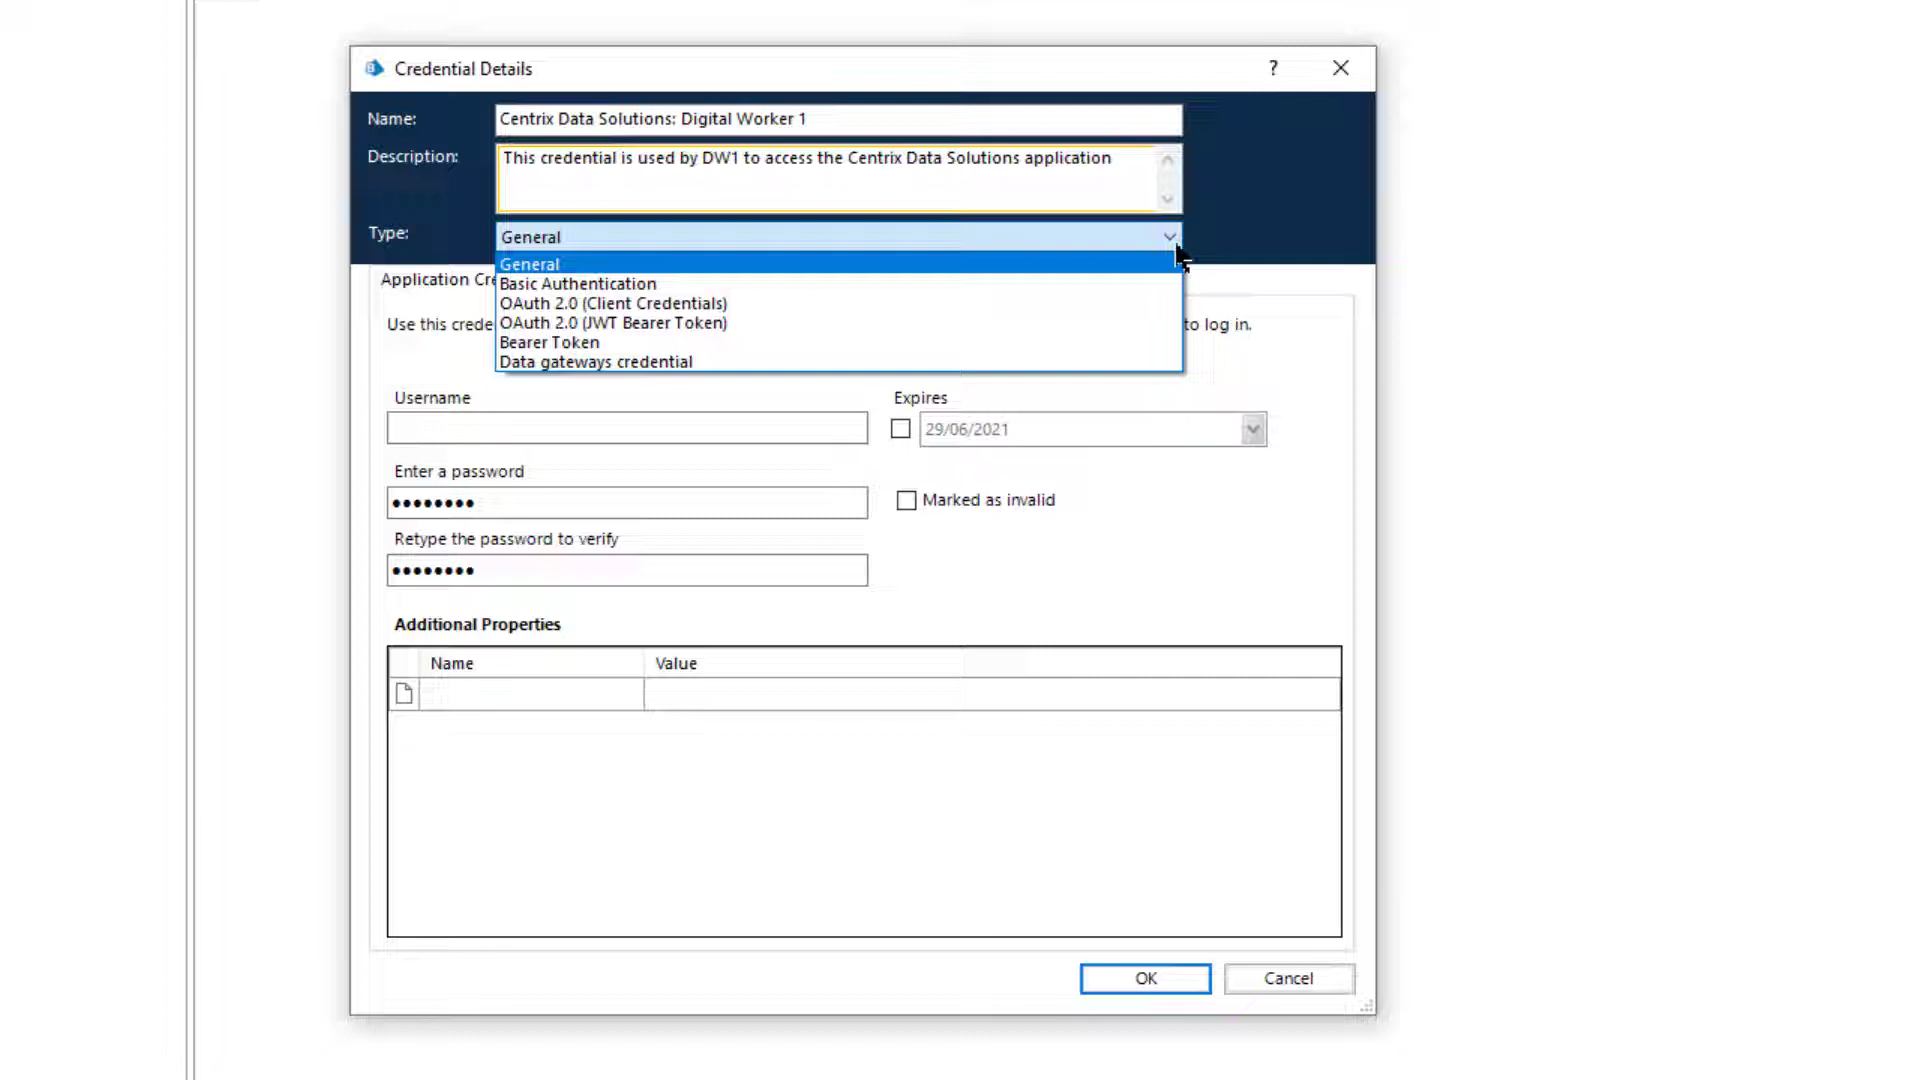 Credential Details
?
Name:
Centrix Data Solutions: Digital Worker 1
Description:
This credential is used by DW1 to access the Centrix Data Solutions application
Type:
General
General
Basic Authentication
OAuth 2.0 (Client Credentials)
OAuth 2.0 (JWT Bearer Token)
Bearer Token
Data gateways credential
Application
Use this to log in.
Username
Expires
29/06/2021
Enter a password
Marked as invalid
Retype the password to verify
Additional Properties
Name Value
OK Cancel